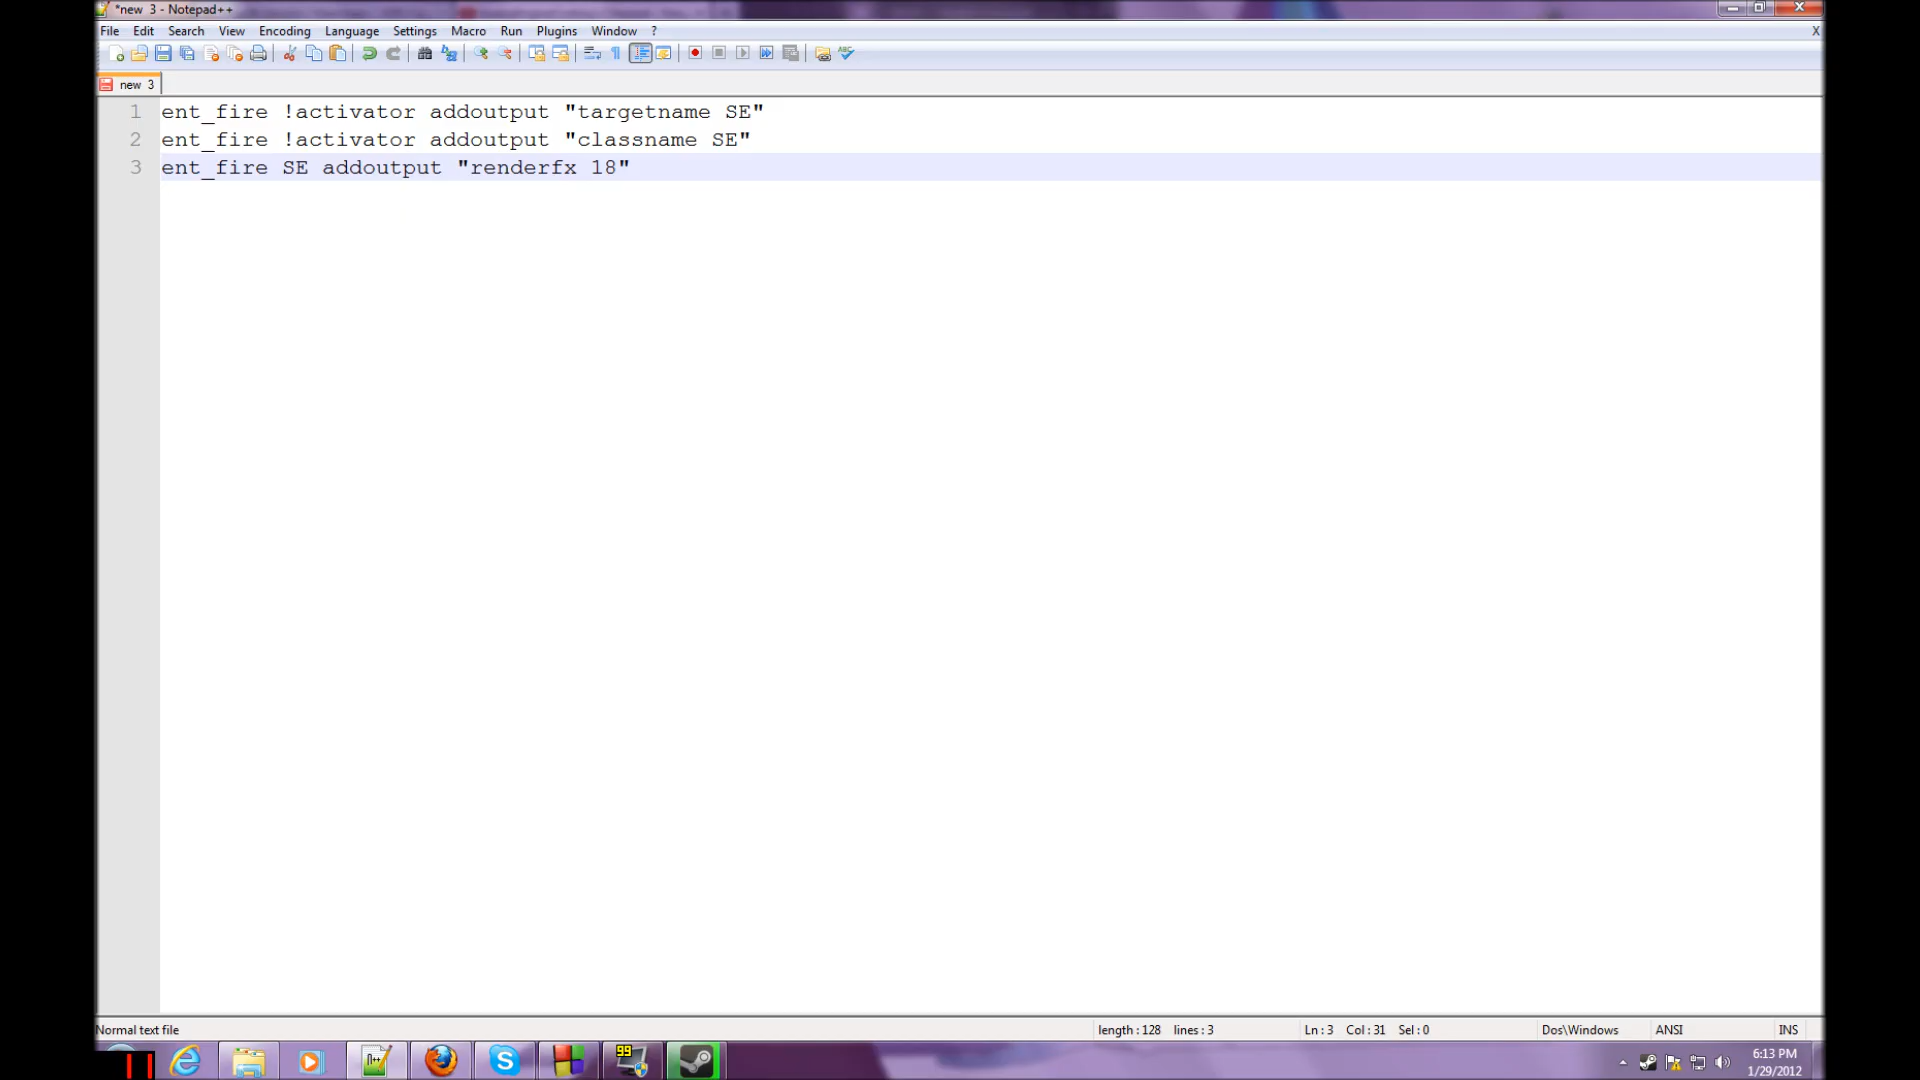 *new  3 - Notepad++
File Edit Search View Encoding Language Settings Macro Run Plugins Window ? X
new  3
1 ent_fire !activator addoutput "targetname SE"
2 ent_fire !activator addoutput "classname SE"
3 ent_fire SE addoutput "renderfx 18"
Normal text file length : 128 lines : 3 Ln : 3 Col : 31 Sel : 0 Dos\Windows ANSI INS
99
6:13 PM
1/29/2012